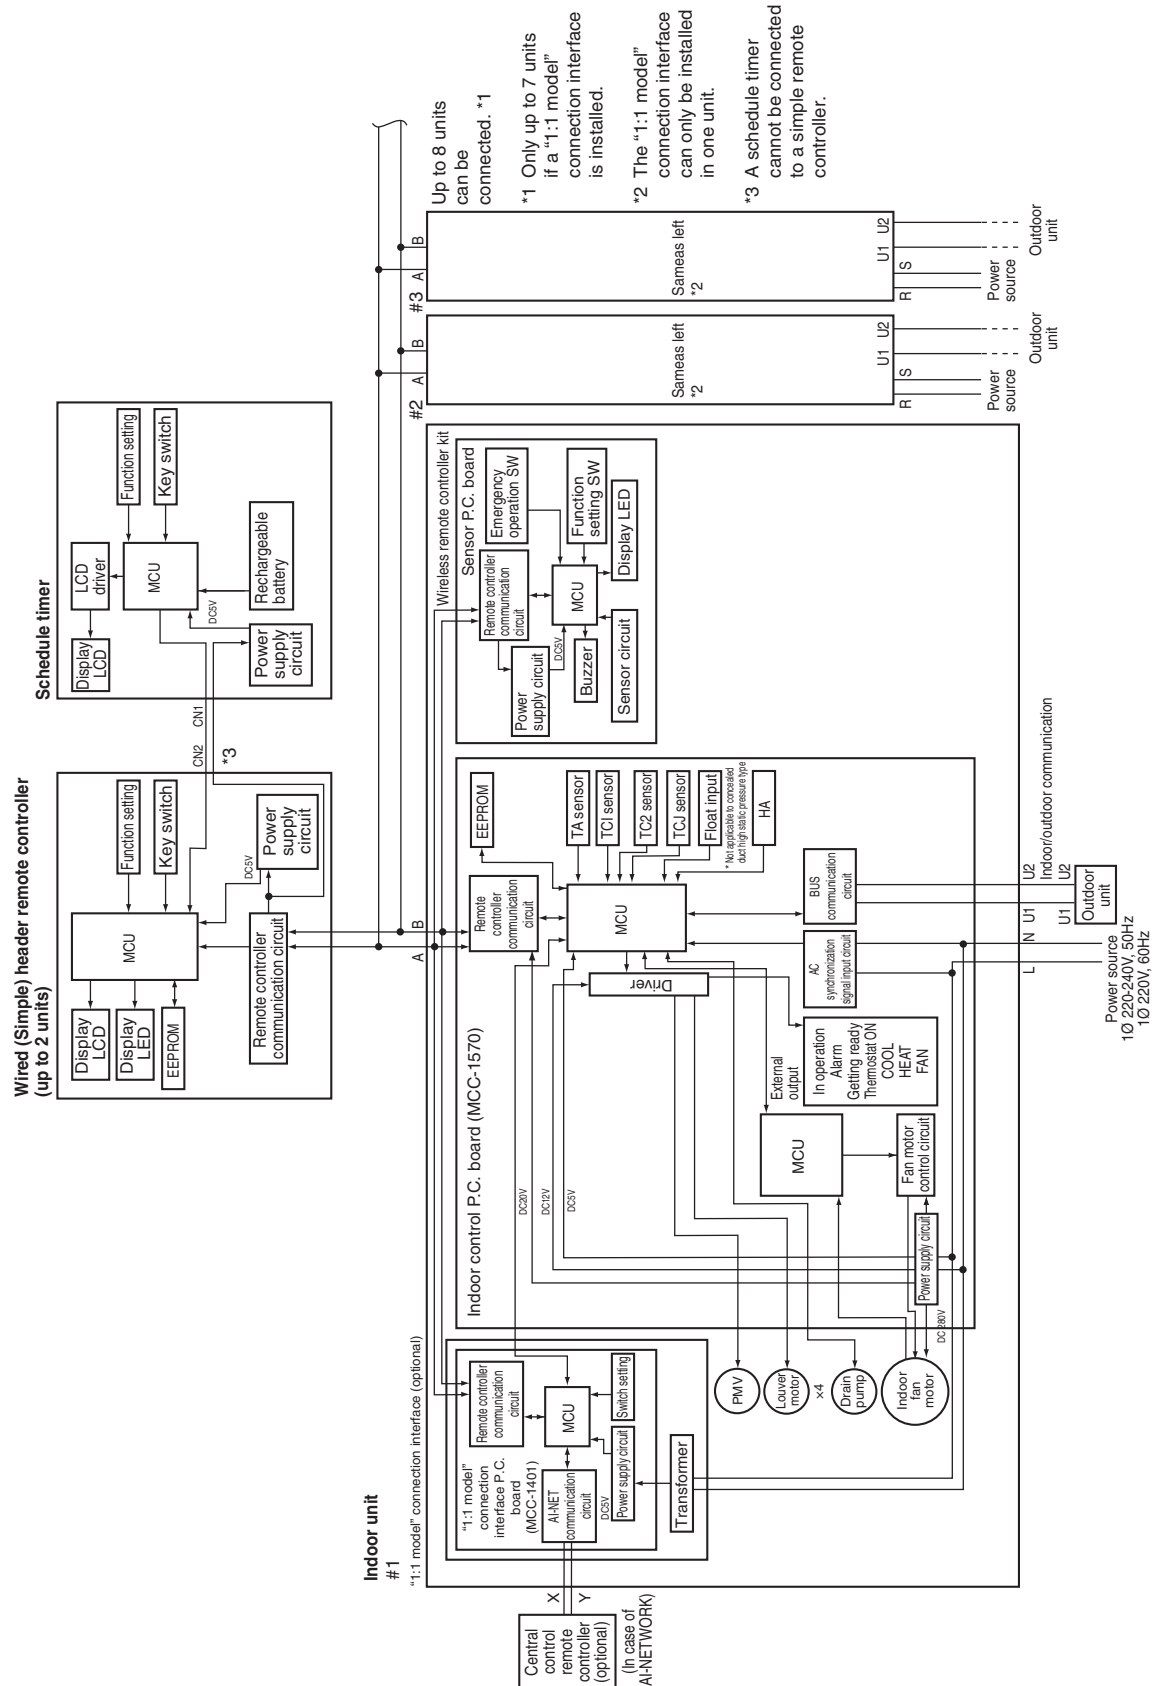 Wired (Simple) header remote controller
(up to 2 units)
Display
LCD
Display
LED
EEPROM
MCU
Function setting
Key switch
Remote controller
communication circuit
Power
supply
circuit
DC5V
CN2
CN1
*3
Schedule timer
Display
LCD
LCD
driver
MCU
Function setting
Key switch
DC5V
Power
supply
circuit
Rechargeable
battery
Indoor unit
#1
"1:1 model" connection interface (optional)
Central
control
remote
controller
(optional)
(In case of
AI-NETWORK)
X
Y
"1:1 model"
connection
interface P.C.
board
(MCC-1401)
Remote controller
communication
circuit
AI-NET
communication
circuit
MCU
Switch setting
DC5V
Power supply circuit
Transformer
A
B
Indoor control P.C. board (MCC-1570)
DC20V
DC12V
DC5V
Remote
controller
communication
circuit
EEPROM
MCU
Driver
TA sensor
TCI sensor
TC2 sensor
TCJ sensor
Float input
* Not applicable to concealed
duct high static pressure type
HA
PMV
Louver
motor
×4
Drain
pump
Indoor
fan
motor
DC 280V
Power supply circuit
Fan motor
control circuit
MCU
External
output
In operation
Alarm
Getting ready
Thermostat ON
COOL
HEAT
FAN
AC
synchronization
signal input circuit
BUS
communication
circuit
Wireless remote controller kit
Sensor P.C. board
Remote controller
communication
circuit
Emergency
operation SW
Power
supply circuit
DC5V
MCU
Function
setting SW
Display LED
Buzzer
Sensor circuit
L
N
U1
U2
Power source
1Ø 220-240V, 50Hz
1Ø 220V, 60Hz
Indoor/outdoor communication
U1
U2
Outdoor
unit
#2
A
B
Sameas left
*2
R
S
U1
U2
Power
source
Outdoor
unit
#3
A
B
Sameas left
*2
R
S
U1
U2
Power
source
Outdoor
unit
Up to 8 units
can be
connected. *1
*1 Only up to 7 units
if a "1:1 model"
connection interface
is installed.
*2 The "1:1 model"
connection interface
can only be installed
in one unit.
*3 A schedule timer
cannot be connected
to a simple remote
controller.